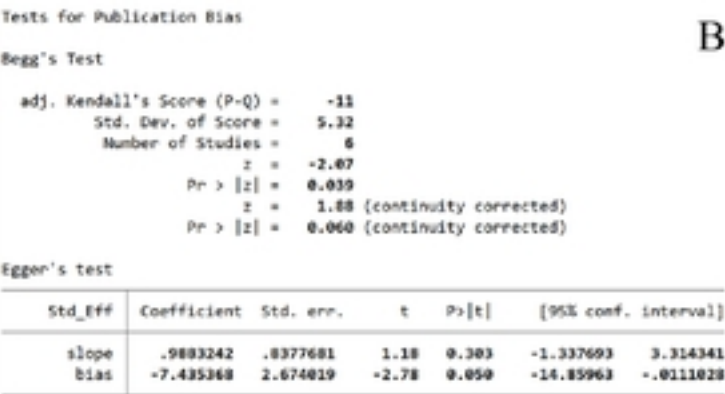 Tests for Publication Bias
B
Begg's Test
adj. Kendall's Score (P-Q) = -11
Std. Dev. of Score = 5.32
Number of Studies = 6
z = -2.07
Pr > |z| = 0.039
z = 1.88 (continuity corrected)
Pr > |z| = 0.060 (continuity corrected)
Egger's test
Std_Eff Coefficient Std. err. t P>|t| [95% conf. interval]
slope .9883242 .8377681 1.18 0.303 -1.337693 3.314341
bias -7.435368 2.674019 -2.78 0.050 -14.85963 -.0111028